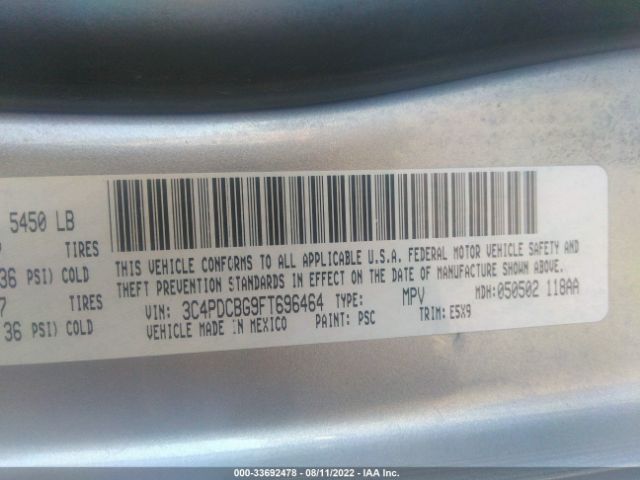 5450 LB
TIRES
36 PSI) COLD
7 TIRES
36 PSI) COLD
THIS VEHICLE CONFORMS TO ALL APPLICABLE U.S.A. FEDERAL MOTOR VEHICLE SAFETY AND
THEFT PREVENTION STANDARDS IN EFFECT ON THE DATE OF MANUFACTURE SHOWN ABOVE.
VIN: 3C4PDCBG9FT696464 TYPE: MPV MDH: 050502 118AA
VEHICLE MADE IN MEXICO PAINT: PSC TRIM: E5X9
000-33692478 - 08/11/2022 - IAA Inc.